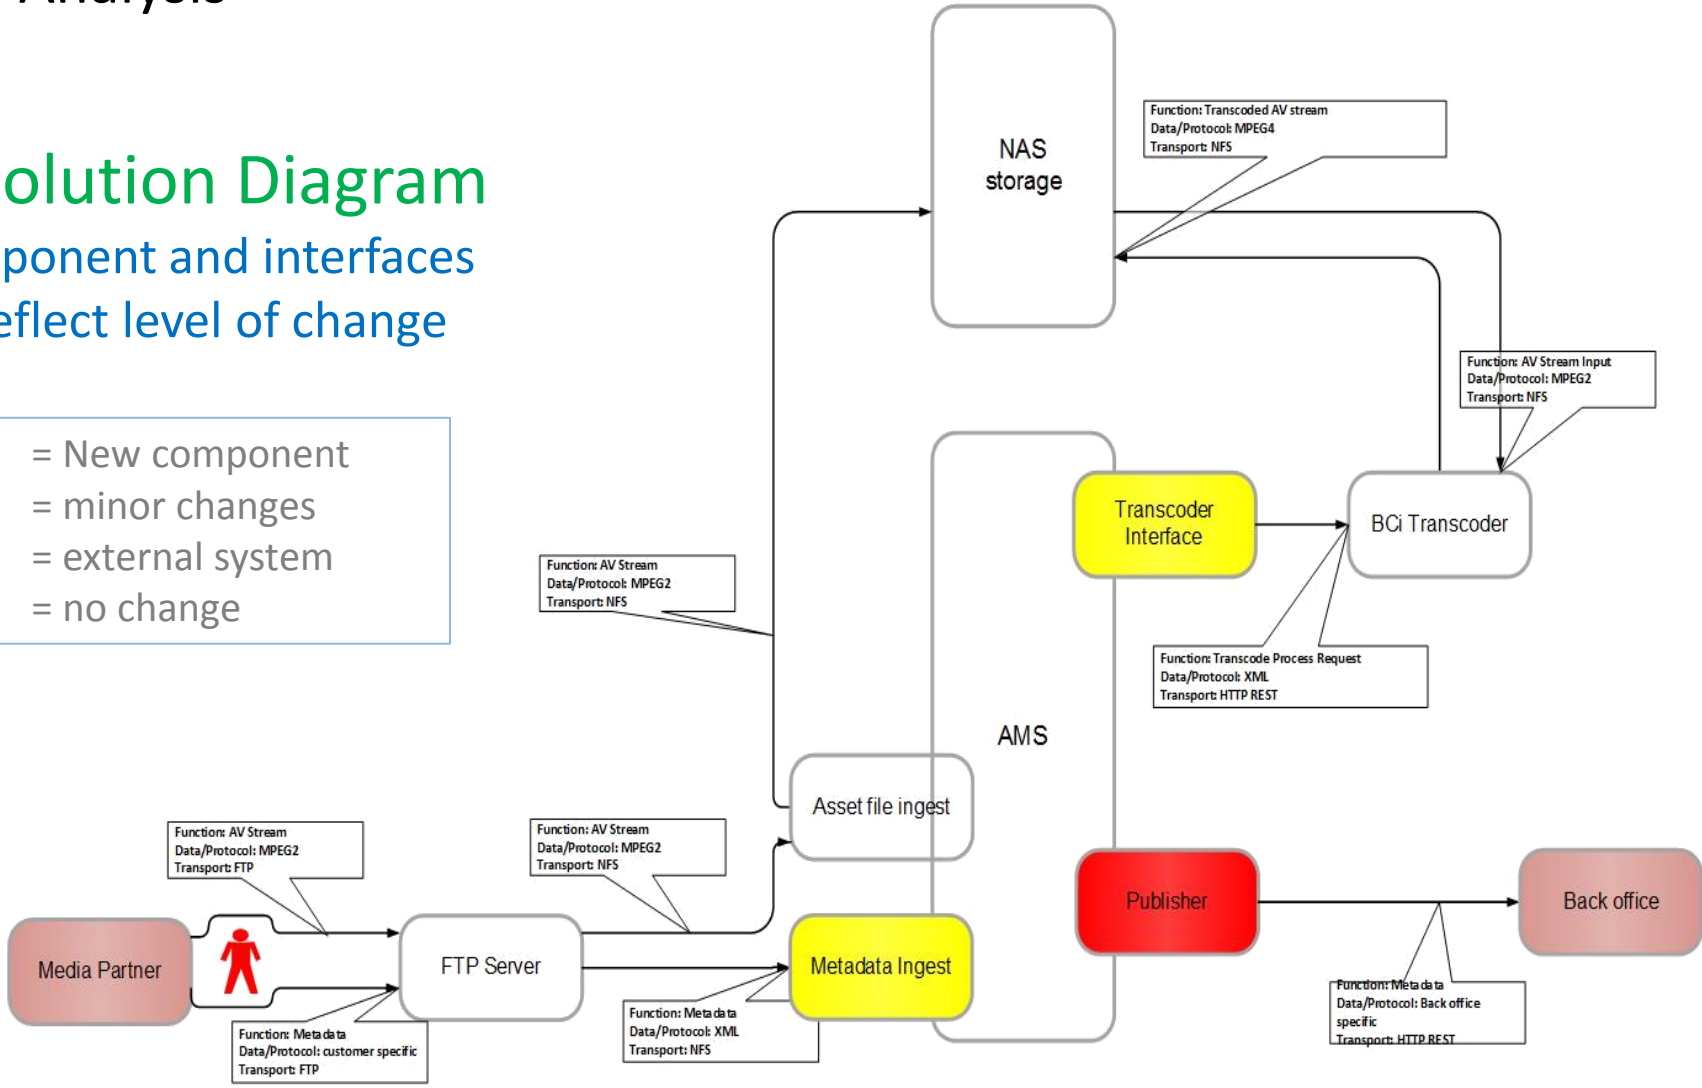 Analysis
olution Diagram
ponent and interfaces
eflect level of change
= New component
= minor changes
= external system
= no change
NAS
storage
Function: Transcoded AV stream
Data/Protocol: MPEG4
Transport: NFS
Function: AV Stream Input
Data/Protocol: MPEG2
Transport: NFS
Transcoder
Interface
BCi Transcoder
Function: AV Stream
Data/Protocol: MPEG2
Transport: NFS
Function: Transcode Process Request
Data/Protocol: XML
Transport: HTTP REST
AMS
Asset file ingest
Function: AV Stream
Data/Protocol: MPEG2
Transport: FTP
Function: AV Stream
Data/Protocol: MPEG2
Transport: NFS
Publisher
Back office
Media Partner
FTP Server
Metadata Ingest
Function: Metadata
Data/Protocol: customer specific
Transport: FTP
Function: Metadata
Data/Protocol: XML
Transport: NFS
Function: Metadata
Data/Protocol: Back office
specific
Transport: HTTP REST